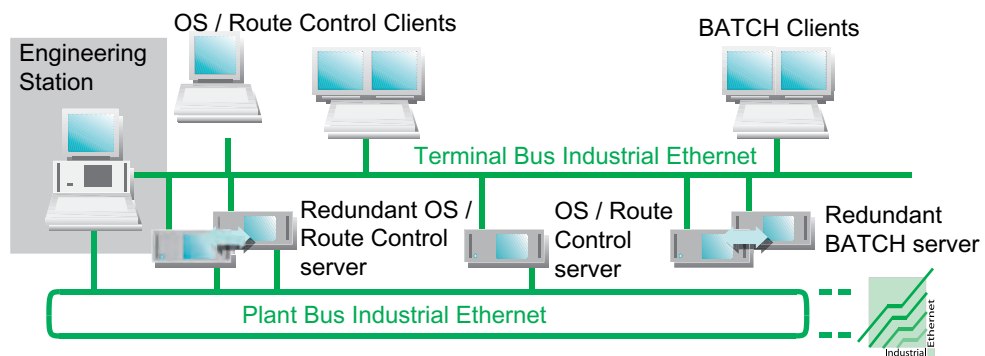 OS / Route Control Clients
BATCH Clients
Engineering
Station
Terminal Bus Industrial Ethernet
Redundant OS /
Route Control
server
OS / Route
Control
server
Redundant
BATCH server
Plant Bus Industrial Ethernet
Industrial
Ethernet